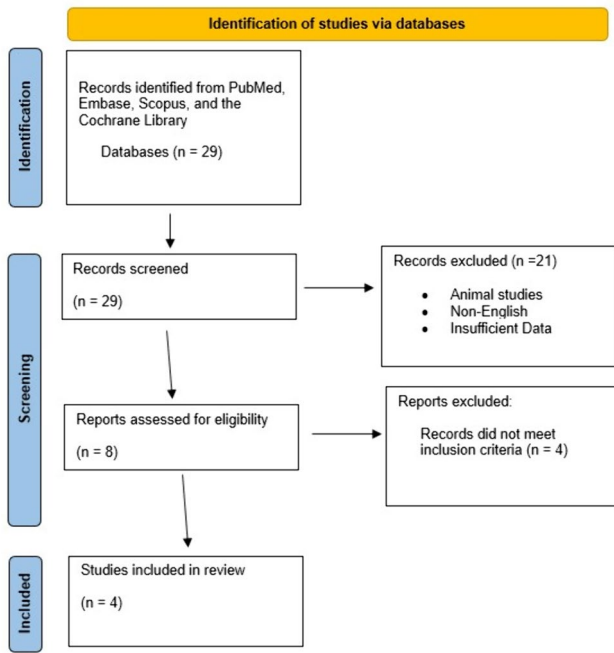 Identification of studies via databases
Identification
Records identified from PubMed,
Embase, Scopus, and the
Cochrane Library
Databases (n = 29)
Screening
Records screened
(n = 29)
Records excluded (n =21)
• Animal studies
• Non-English
• Insufficient Data
Reports assessed for eligibility
(n = 8)
Reports excluded:
Records did not meet
inclusion criteria (n = 4)
Included
Studies included in review
(n = 4)